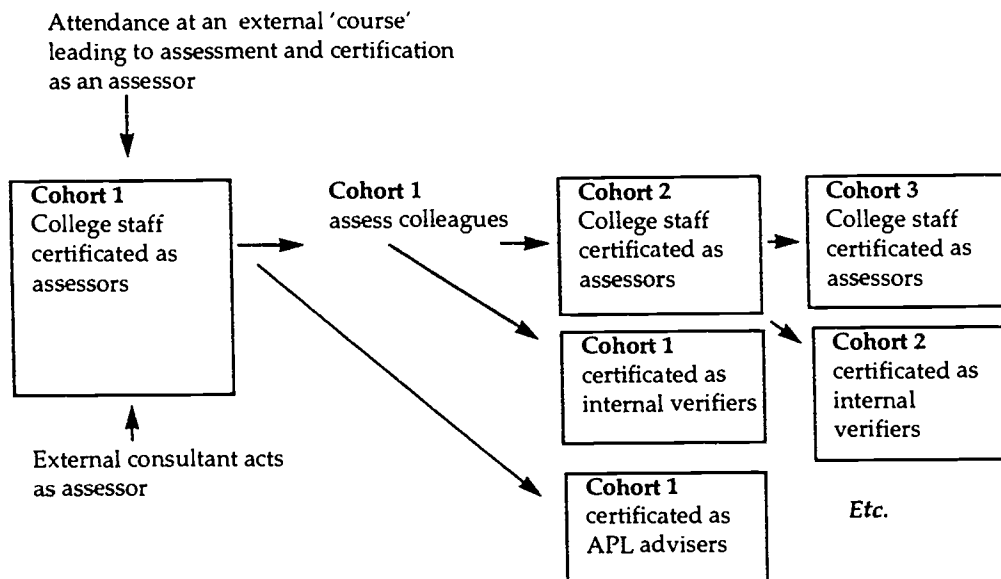 Attendance at an external 'course'
leading to assessment and certification
as an assessor
Cohort 1
College staff
certificated as
assessors
Cohort 1
assess colleagues
Cohort 2
College staff
certificated as
assessors
Cohort 3
College staff
certificated as
assessors
Cohort 1
certificated as
internal verifiers
Cohort 2
certificated as
internal
verifiers
External consultant acts
as assessor
Cohort 1
certificated as
APL advisers
Etc.